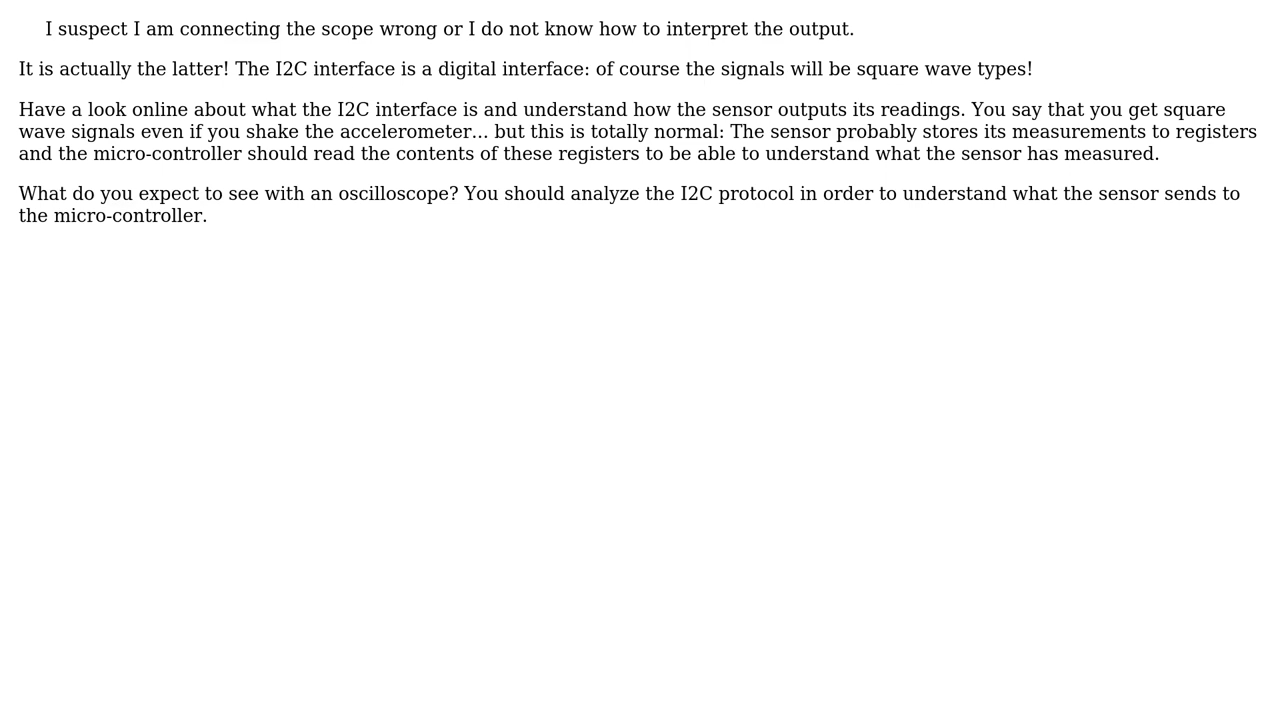 I suspect I am connecting the scope wrong or I do not know how to interpret the output.
It is actually the latter! The I2C interface is a digital interface: of course the signals will be square wave types!
Have a look online about what the I2C interface is and understand how the sensor outputs its readings. You say that you get square
wave signals even if you shake the accelerometer... but this is totally normal: The sensor probably stores its measurements to registers
and the micro-controller should read the contents of these registers to be able to understand what the sensor has measured.
What do you expect to see with an oscilloscope? You should analyze the I2C protocol in order to understand what the sensor sends to
the micro-controller.